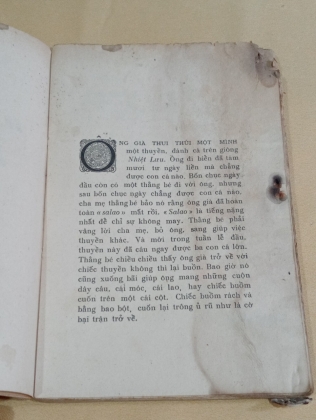 ÔNG GIÀ THUI THỦI MỘT MÌNH
một thuyền, đánh cá trên giòng
Nhiệt Lưu. Ông đi biển đã tám
mươi tư ngày liền mà chẳng
được con cá nào. Bốn chục ngày
đầu còn có một thằng bé đi với ông, nhưng
sau bốn chục ngày chẳng được con cá nào,
cha mẹ thằng bé bảo nó rằng ông già đã hoàn
toàn « salao » mất rồi. « Salao » là tiếng nặng
nhất để chỉ sự không may. Thằng bé phải
vâng lời cha mẹ, bỏ ông, sang giúp việc
thuyền khác. Và mới trong tuần lễ đầu,
thuyền này đã câu ngay được ba con cá lớn.
Thằng bé chiều chiều thấy ông già trở về với
chiếc thuyền không thì lại buồn. Bao giờ nó
cũng xuống bãi giúp ông mang những cuộn
dây câu, cái móc, cái lao, hay chiếc buồm
cuốn trên một cái cột. Chiếc buồm rách vá
bằng bao bột, cuốn lại trông ủ rũ như lá cờ
bại trận trở về.